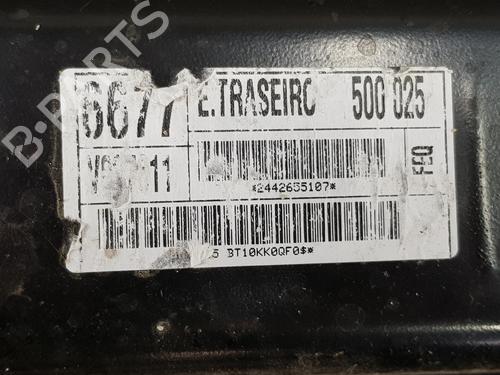 B-PARTS
6677 E.TRASEIRO 500 025
*2442655107*
FEQ
BT10KK0QF0$*